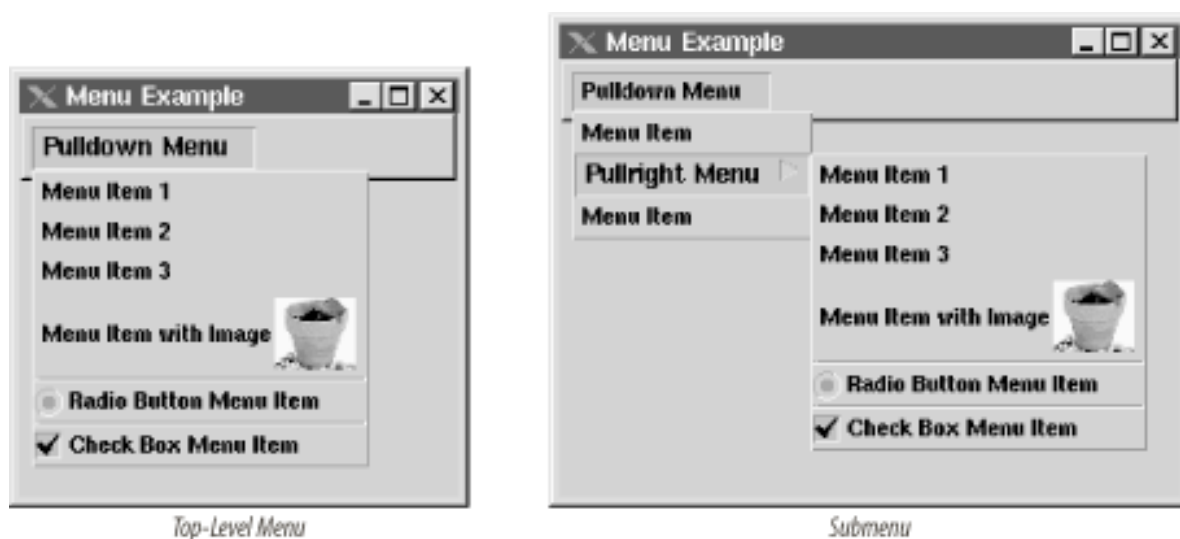 Menu Example
Pulldown Menu
Menu Item 1
Menu Item 2
Menu Item 3
Menu Item with Image
Radio Button Menu Item
Check Box Menu Item
Top-Level Menu
Menu Example
Pulldown Menu
Menu Item
Pullright Menu
Menu Item
Menu Item 1
Menu Item 2
Menu Item 3
Menu Item with Image
Radio Button Menu Item
Check Box Menu Item
Submenu